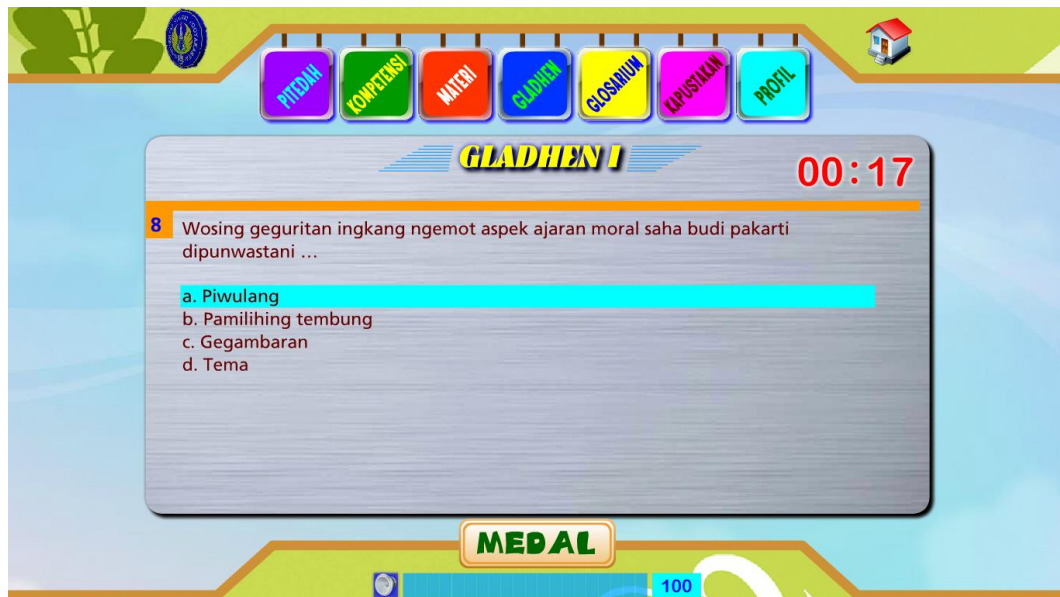 PITEDAH
KOMPETENSI
MATERI
GLADHEN
GLOSARIUM
KAPUSTAKAN
PROFIL
GLADHEN I
00:17
8
Wosing geguritan ingkang ngemot aspek ajaran moral saha budi pakarti
dipunwastani ...
a. Piwulang
b. Pamilihing tembung
c. Gegambaran
d. Tema
MEDAL
100